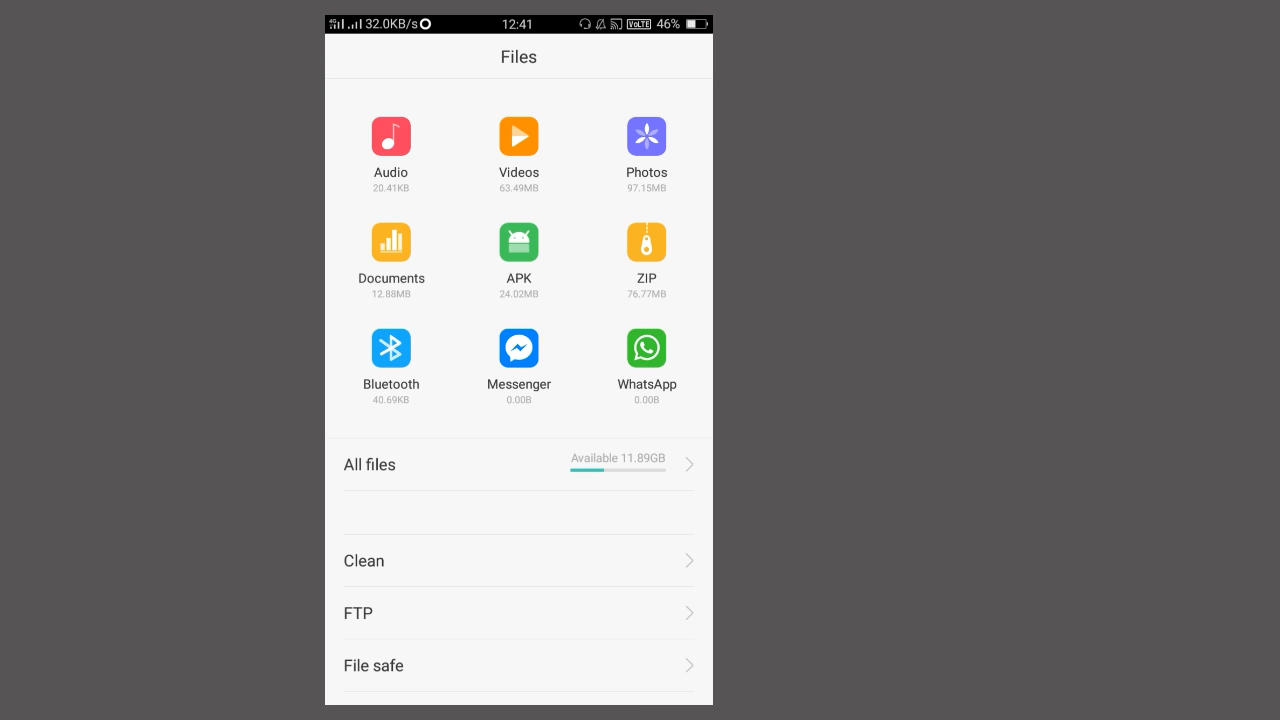 4G 32.0KB/s 12:41 VoLTE 46%
Files
Audio Videos Photos
20.41KB 63.49MB 97.15MB
Documents APK ZIP
12.88MB 24.02MB 76.77MB
Bluetooth Messenger WhatsApp
40.69KB 0.00B 0.00B
Available 11.89GB
All files
Clean
FTP
File safe